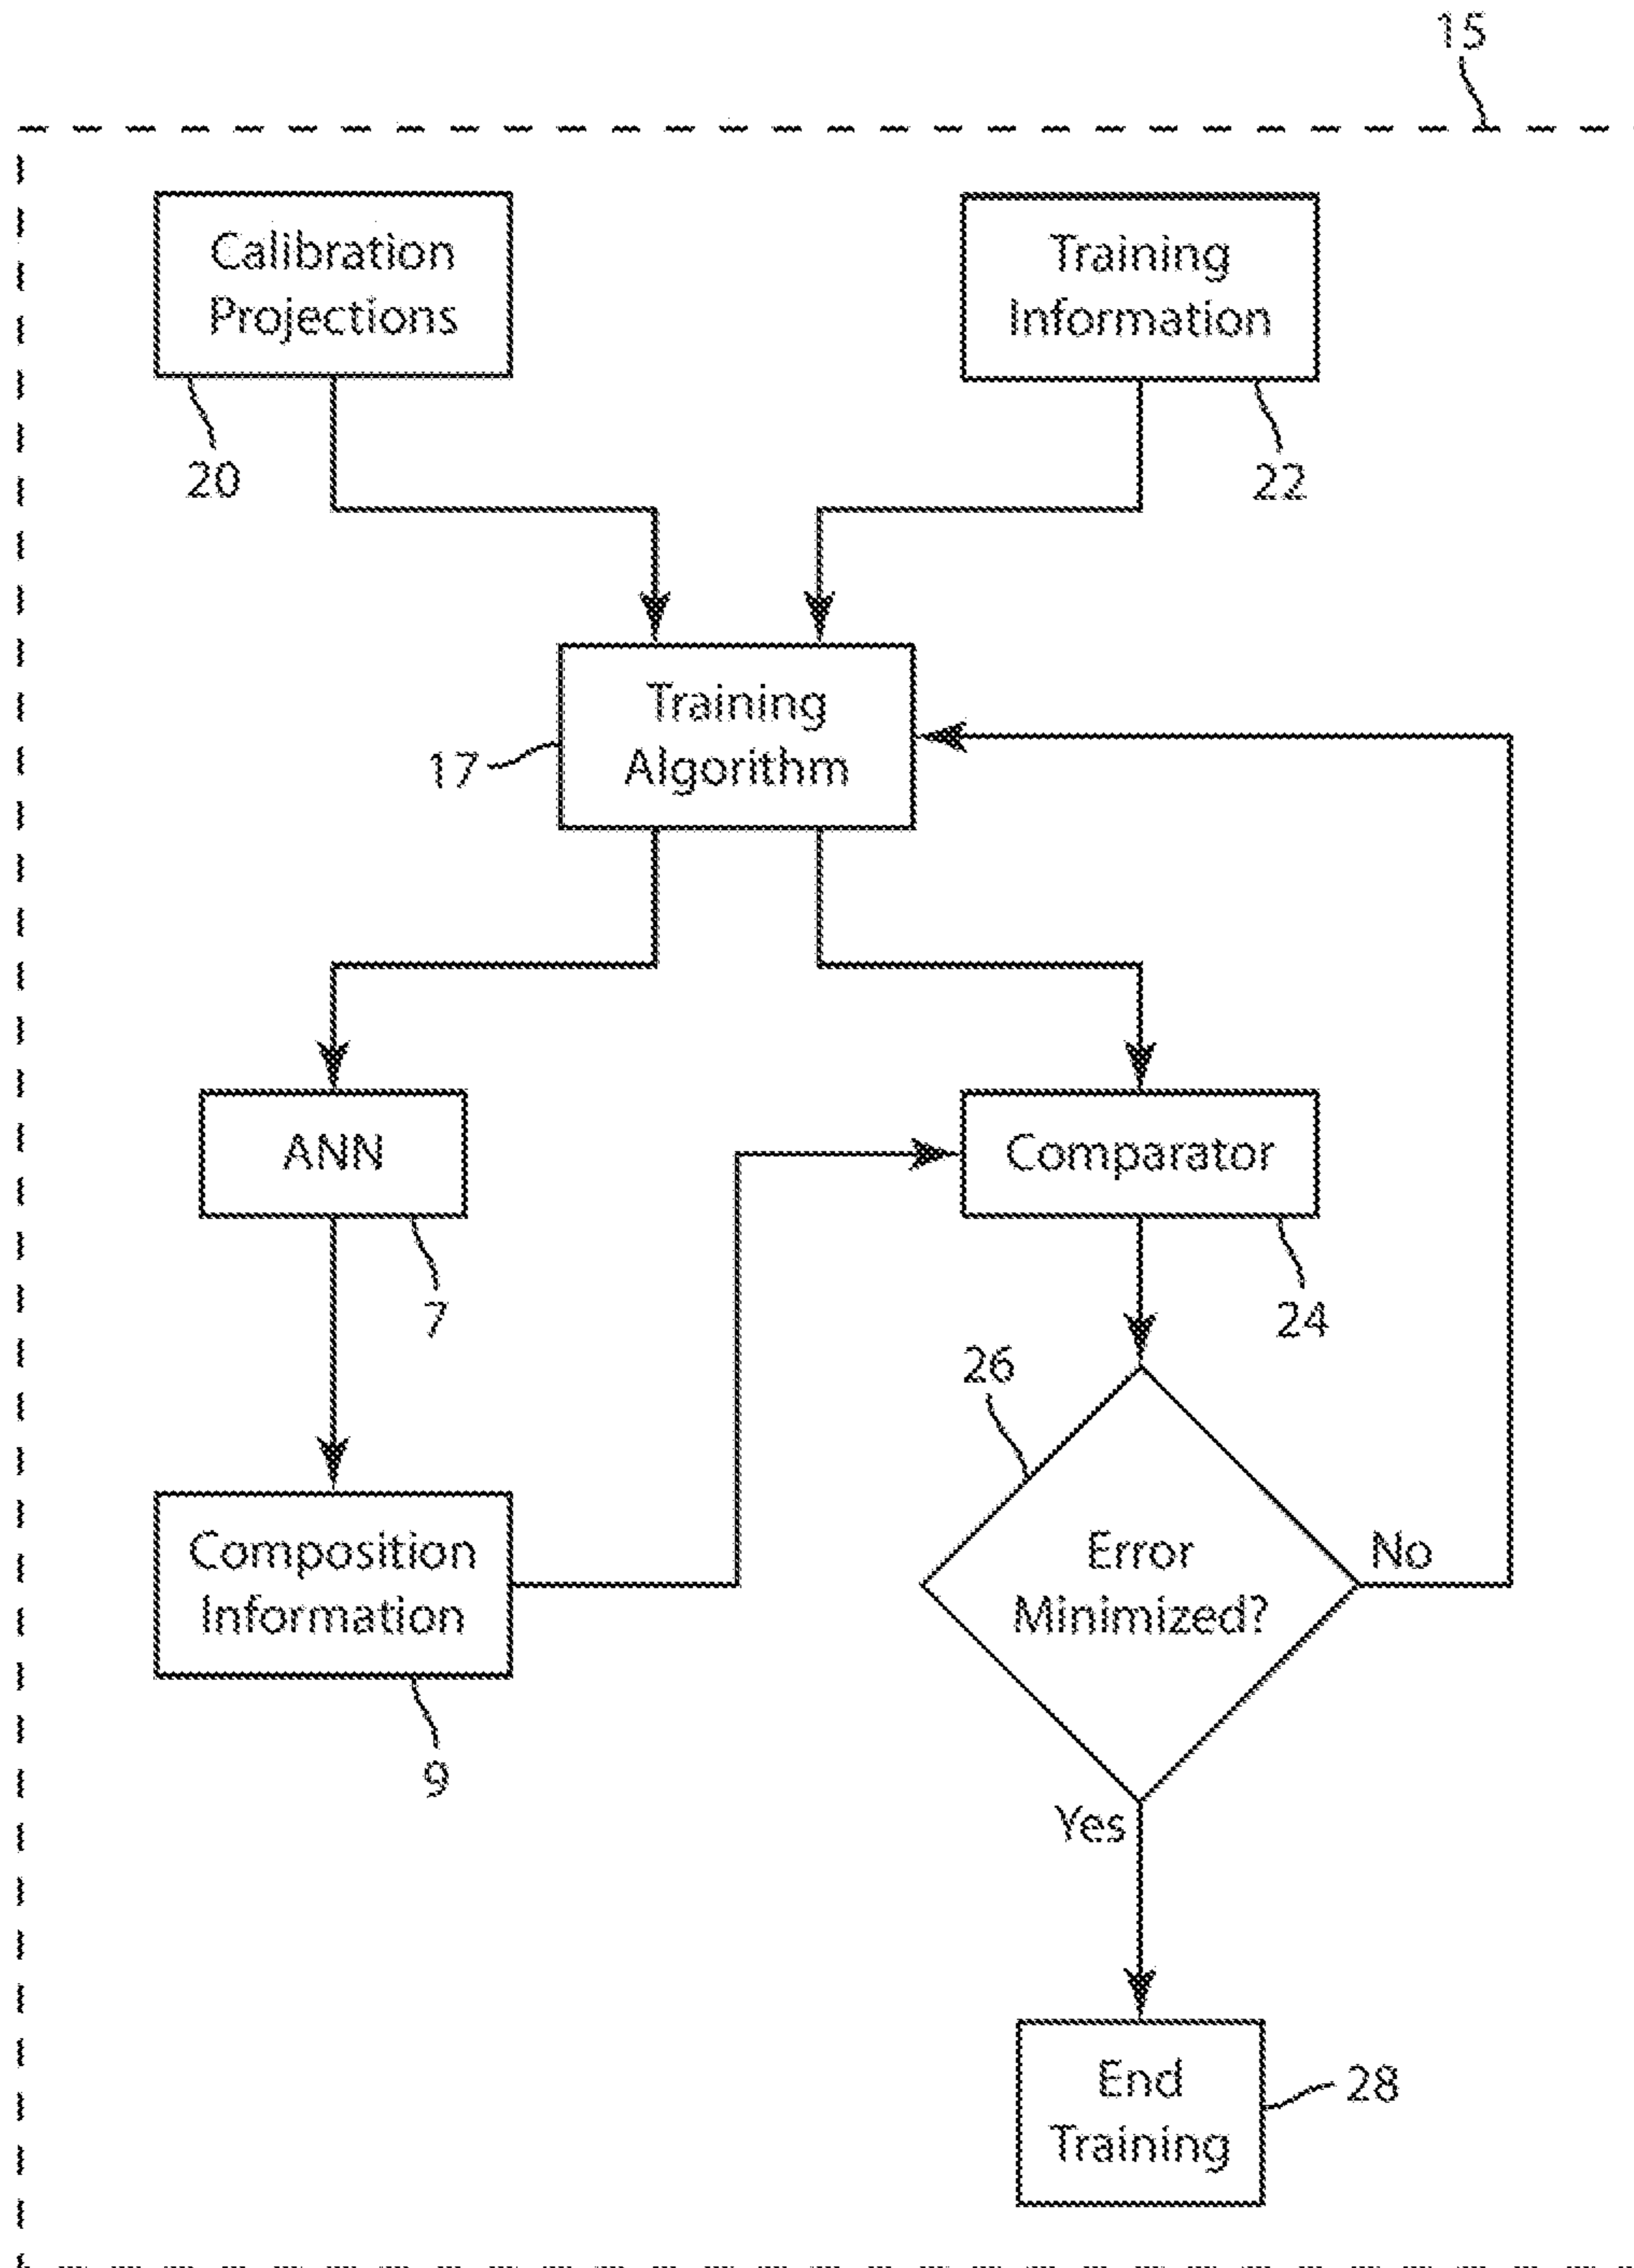 15
Calibration
Projections
20
Training
Information
22
Training
Algorithm
17
ANN
7
Comparator
24
26
Composition
Information
9
Error
Minimized?
No
Yes
End
Training
28